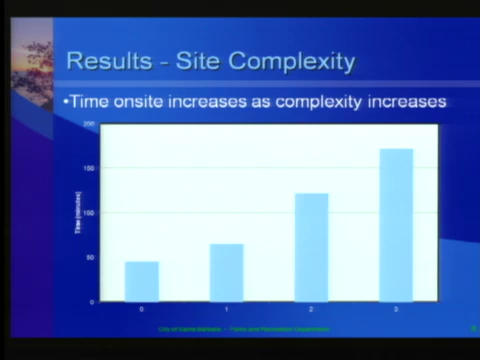 Results - Site Complexity
•Time onsite increases as complexity increases
200
150
100
50
0
Time (minutes)
0
1
2
3
City of Santa Barbara - Parks and Recreation Department